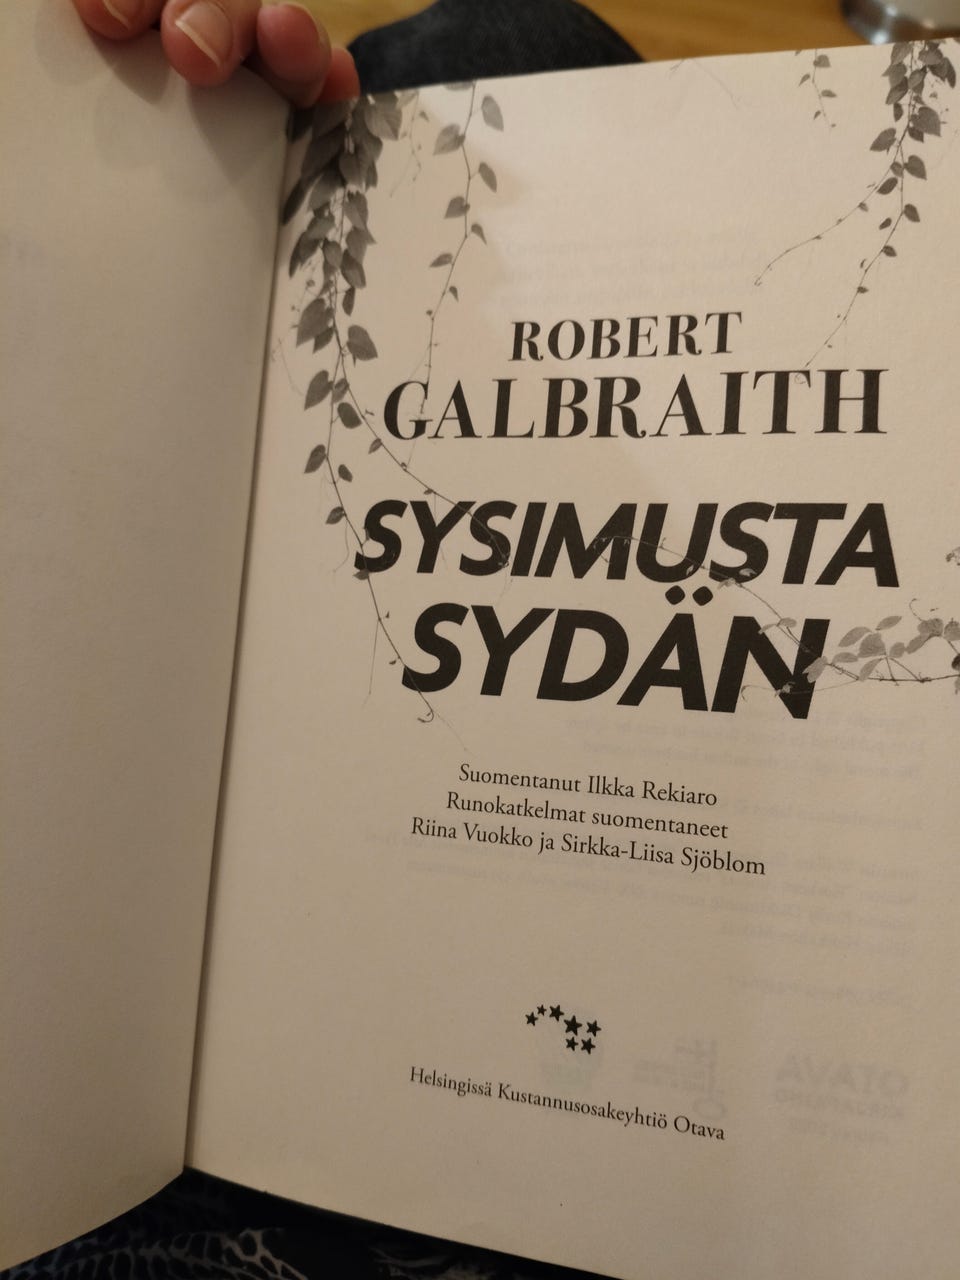 ROBERT
GALBRAITH
SYSIMUSTA
SYDÄN
Suomentanut Ilkka Rekiaro
Runokatkelmat suomentaneet
Riina Vuokko ja Sirkka-Liisa Sjöblom
Helsingissä Kustannusosakeyhtiö Otava